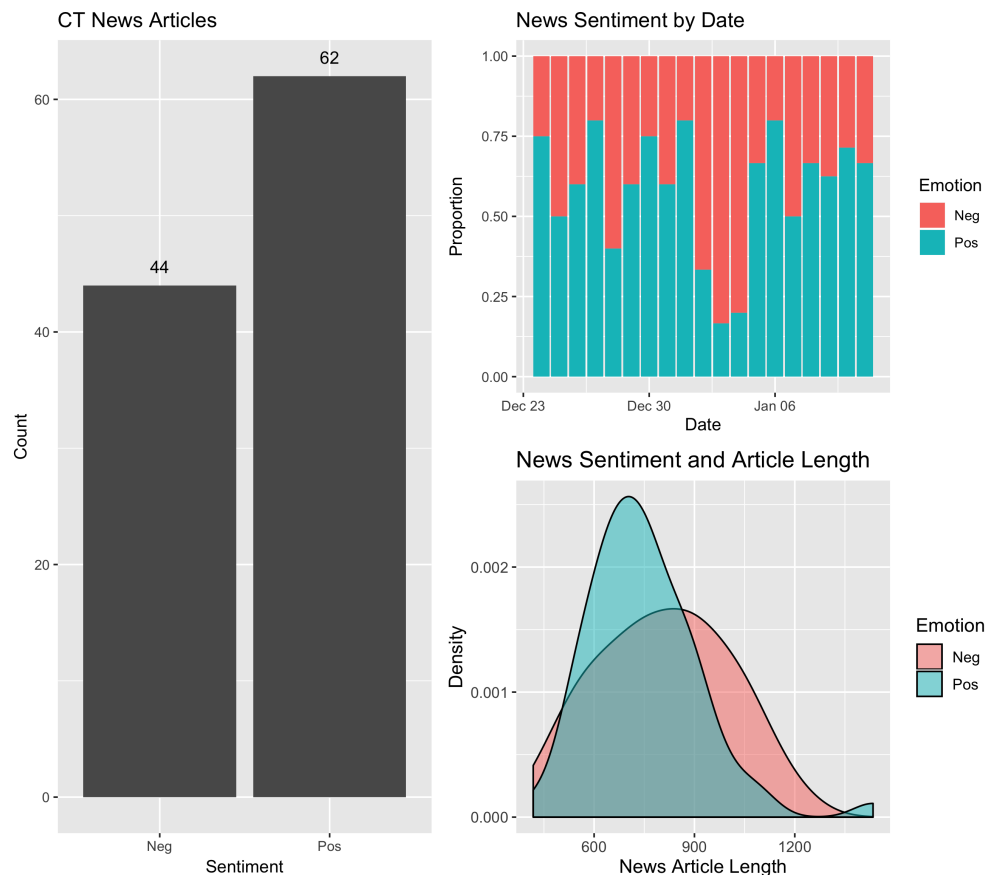 CT News Articles
62
44
60
40
20
0
Count
Neg Pos
Sentiment
News Sentiment by Date
1.00
0.75
0.50
0.25
0.00
Proportion
Dec 23 Dec 30 Jan 06
Date
Emotion
Neg
Pos
News Sentiment and Article Length
0.002
0.001
0.000
Density
600 900 1200
News Article Length
Emotion
Neg
Pos